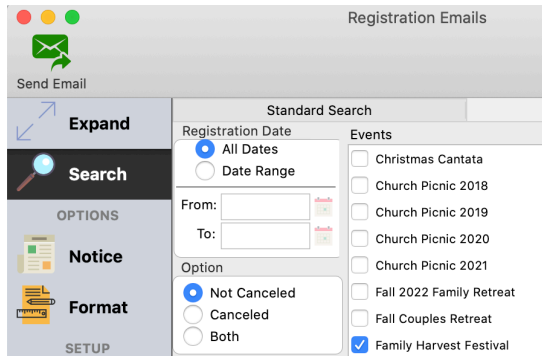 Registration Emails
Send Email
Expand
Search
OPTIONS
Notice
Format
SETUP
Standard Search
Registration Date
All Dates
Date Range
From:
To:
Option
Not Canceled
Canceled
Both
Events
Christmas Cantata
Church Picnic 2018
Church Picnic 2019
Church Picnic 2020
Church Picnic 2021
Fall 2022 Family Retreat
Fall Couples Retreat
Family Harvest Festival